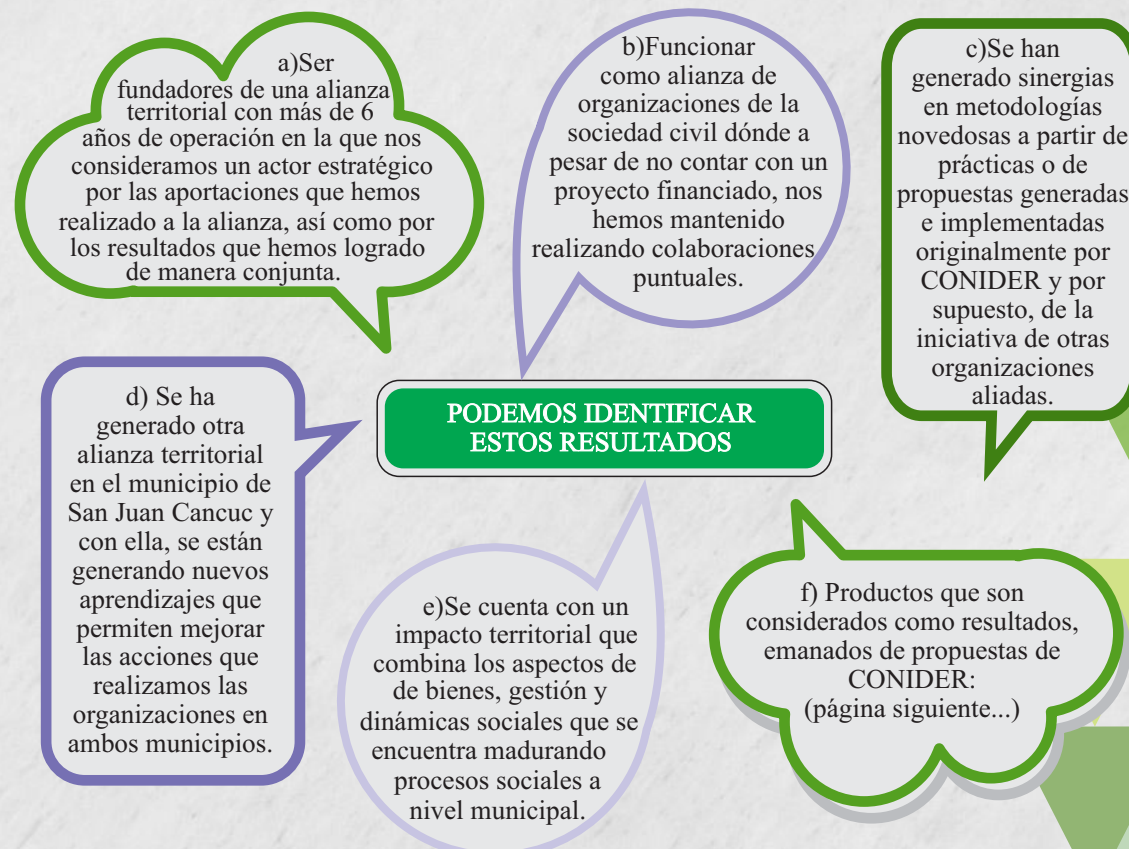 a)Ser
fundadores de una alianza
territorial con más de 6
años de operación en la que nos
consideramos un actor estratégico
por las aportaciones que hemos
realizado a la alianza, así como por
los resultados que hemos logrado
de manera conjunta.
b)Funcionar
como alianza de
organizaciones de la
sociedad civil dónde a
pesar de no contar con un
proyecto financiado, nos
hemos mantenido
realizando colaboraciones
puntuales.
c)Se han
generado sinergias
en metodologías
novedosas a partir de
prácticas o de
propuestas generadas
e implementadas
originalmente por
CONIDER y por
supuesto, de la
iniciativa de otras
organizaciones
aliadas.
PODEMOS IDENTIFICAR
ESTOS RESULTADOS
d) Se ha
generado otra
alianza territorial
en el municipio de
San Juan Cancuc y
con ella, se están
generando nuevos
aprendizajes que
permiten mejorar
las acciones que
realizamos las
organizaciones en
ambos municipios.
e)Se cuenta con un
impacto territorial que
combina los aspectos de
de bienes, gestión y
dinámicas sociales que se
encuentra madurando
procesos sociales a
nivel municipal.
f) Productos que son
considerados como resultados,
emanados de propuestas de
CONIDER:
(página siguiente...)